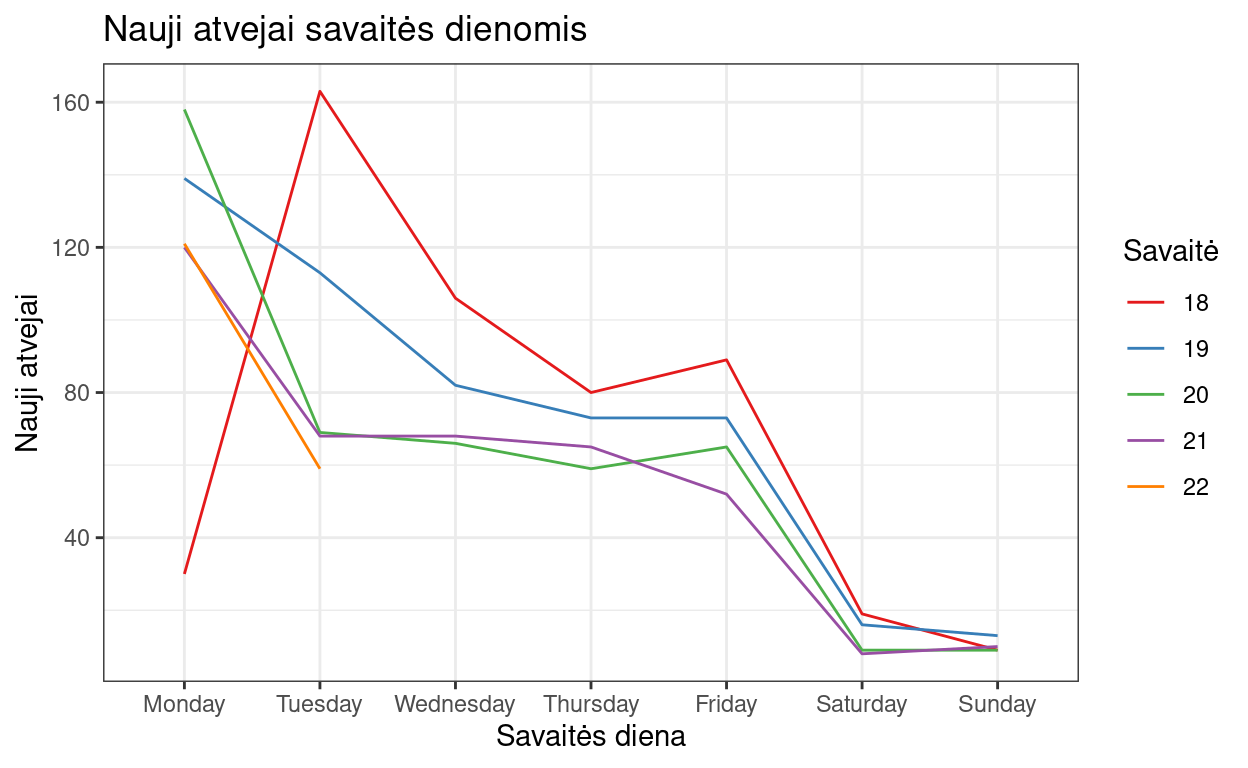 Nauji atvejai savaitės dienomis
Nauji atvejai
160
120
80
40
Monday Tuesday Wednesday Thursday Friday Saturday Sunday
Savaitės diena
Savaitė
18
19
20
21
22